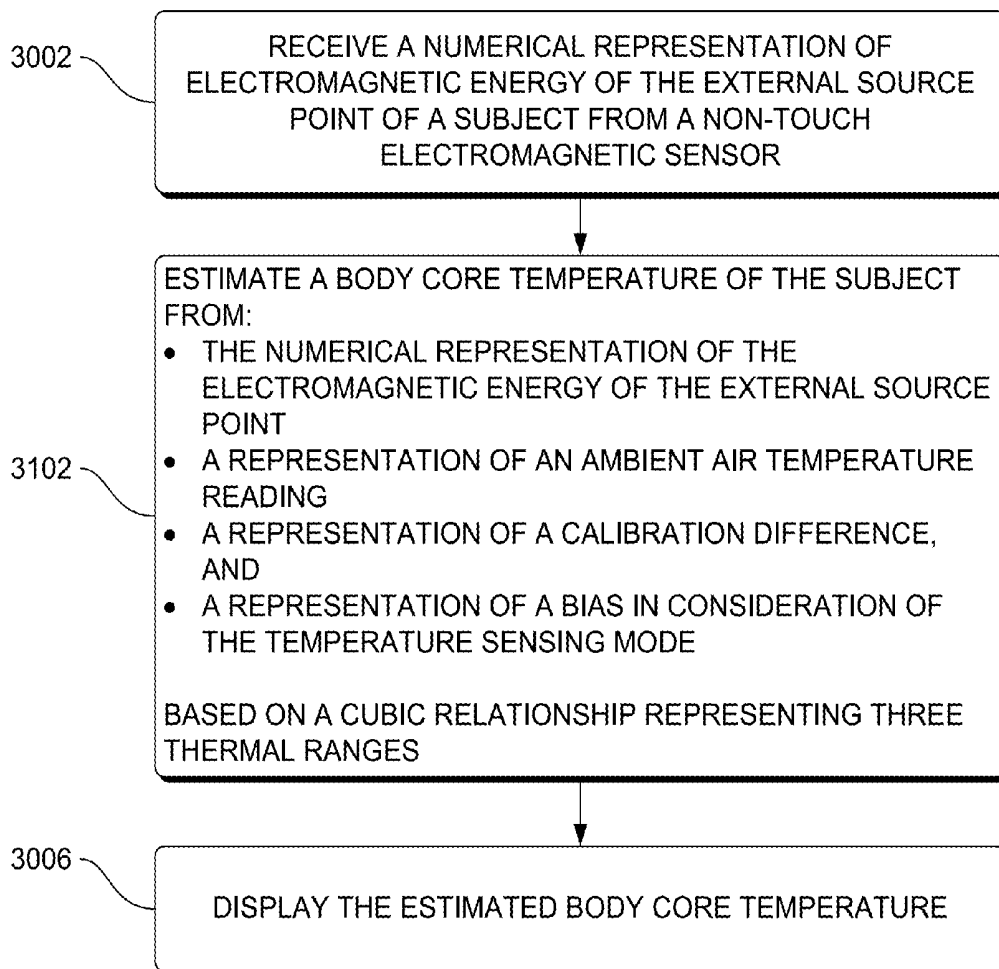 3002
RECEIVE A NUMERICAL REPRESENTATION OF
ELECTROMAGNETIC ENERGY OF THE EXTERNAL SOURCE
POINT OF A SUBJECT FROM A NON-TOUCH
ELECTROMAGNETIC SENSOR
3102
ESTIMATE A BODY CORE TEMPERATURE OF THE SUBJECT
FROM:
• THE NUMERICAL REPRESENTATION OF THE
ELECTROMAGNETIC ENERGY OF THE EXTERNAL SOURCE
POINT
• A REPRESENTATION OF AN AMBIENT AIR TEMPERATURE
READING
• A REPRESENTATION OF A CALIBRATION DIFFERENCE,
AND
• A REPRESENTATION OF A BIAS IN CONSIDERATION OF
THE TEMPERATURE SENSING MODE
BASED ON A CUBIC RELATIONSHIP REPRESENTING THREE
THERMAL RANGES
3006
DISPLAY THE ESTIMATED BODY CORE TEMPERATURE